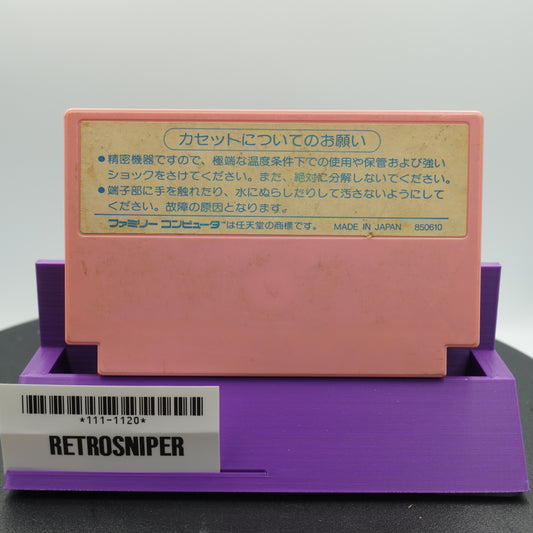 カセットについてのお願い
●精密機器ですので、極端な温度条件下での使用や保管および強い
ショックをさけてください。また、絶対に分解しないでください。
●端子部に手を触れたり、水にぬらしたりして汚さないようにして
ください。故障の原因となります。
ファミリー コンピュータ™は任天堂の商標です。 MADE IN JAPAN 850610
*111-1120*
RETROSNIPER